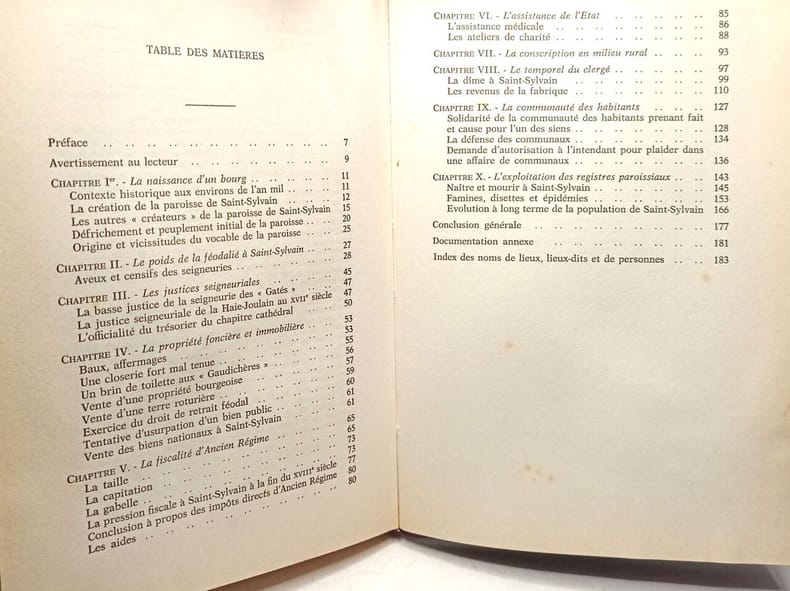 TABLE DES MATIÈRES
Préface .. .. .. .. .. .. .. .. .. .. .. 7
Avertissement au lecteur .. .. .. .. .. .. .. 9
CHAPITRE Ier. - La naissance d'un bourg .. .. .. .. .. 11
Contexte historique aux environs de l'an mil .. .. .. 11
La création de la paroisse de Saint-Sylvain .. .. .. 12
Les autres « créateurs » de la paroisse de Saint-Sylvain 15
Défrichement et peuplement initial de la paroisse .. .. 20
Origine et vicissitudes du vocable de la paroisse .. .. 25
CHAPITRE II. - Le poids de la féodalié à Saint-Sylvain .. .. 27
Aveux et censifs des seigneuries .. .. .. .. .. 28
CHAPITRE III. - Les justices seigneuriales .. .. .. .. 45
La basse justice de la seigneurie des « Gatés » .. .. 47
La justice seigneuriale de la Haie-Joulain au XVIIe siècle 47
L'officialité du trésorier du chapitre cathédral .. .. 50
CHAPITRE IV. - La propriété foncière et immobilière .. .. 53
Baux, affermages .. .. .. .. .. .. .. 53
Une closerie fort mal tenue .. .. .. .. .. 55
Un brin de toilette aux « Gaudichères » .. .. .. 56
Vente d'une propriété bourgeoise .. .. .. .. 57
Vente d'une terre roturière .. .. .. .. .. 59
Exercice du droit de retrait féodal .. .. .. .. 60
Tentative d'usurpation d'un bien public .. .. .. 61
Vente des biens nationaux à Saint-Sylvain .. .. .. 61
CHAPITRE V. - La fiscalité d'Ancien Régime .. .. .. .. 65
La taille .. .. .. .. .. .. .. .. .. 65
La capitation .. .. .. .. .. .. .. .. 73
La gabelle .. .. .. .. .. .. .. .. .. 73
La pression fiscale à Saint-Sylvain à la fin du XVIIIe siècle 77
Conclusion à propos des impôts directs d'Ancien Régime 80
Les aides .. .. .. .. .. .. .. .. .. 80
CHAPITRE VI. - L'assistance de l'Etat .. .. .. .. .. 85
L'assistance médicale .. .. .. .. .. .. .. 86
Les ateliers de charité .. .. .. .. .. .. .. 88
CHAPITRE VII. - La conscription en milieu rural .. .. .. 93
CHAPITRE VIII. - Le temporel du clergé .. .. .. .. .. 97
La dîme à Saint-Sylvain .. .. .. .. .. .. 99
Les revenus de la fabrique .. .. .. .. .. .. 110
CHAPITRE IX. - La communauté des habitants .. .. .. 127
Solidarité de la communauté des habitants prenant fait
et cause pour l'un des siens .. .. .. .. .. .. 128
La défense des communaux .. .. .. .. .. .. 134
Demande d'autorisation à l'intendant pour plaider dans
une affaire de communaux .. .. .. .. .. .. 136
CHAPITRE X. - L'exploitation des registres paroissiaux .. .. 143
Naître et mourir à Saint-Sylvain .. .. .. .. .. 145
Famines, disettes et épidémies .. .. .. .. .. 153
Evolution à long terme de la population de Saint-Sylvain 166
Conclusion générale .. .. .. .. .. .. .. .. 177
Documentation annexe .. .. .. .. .. .. .. 181
Index des noms de lieux, lieux-dits et de personnes .. .. 183